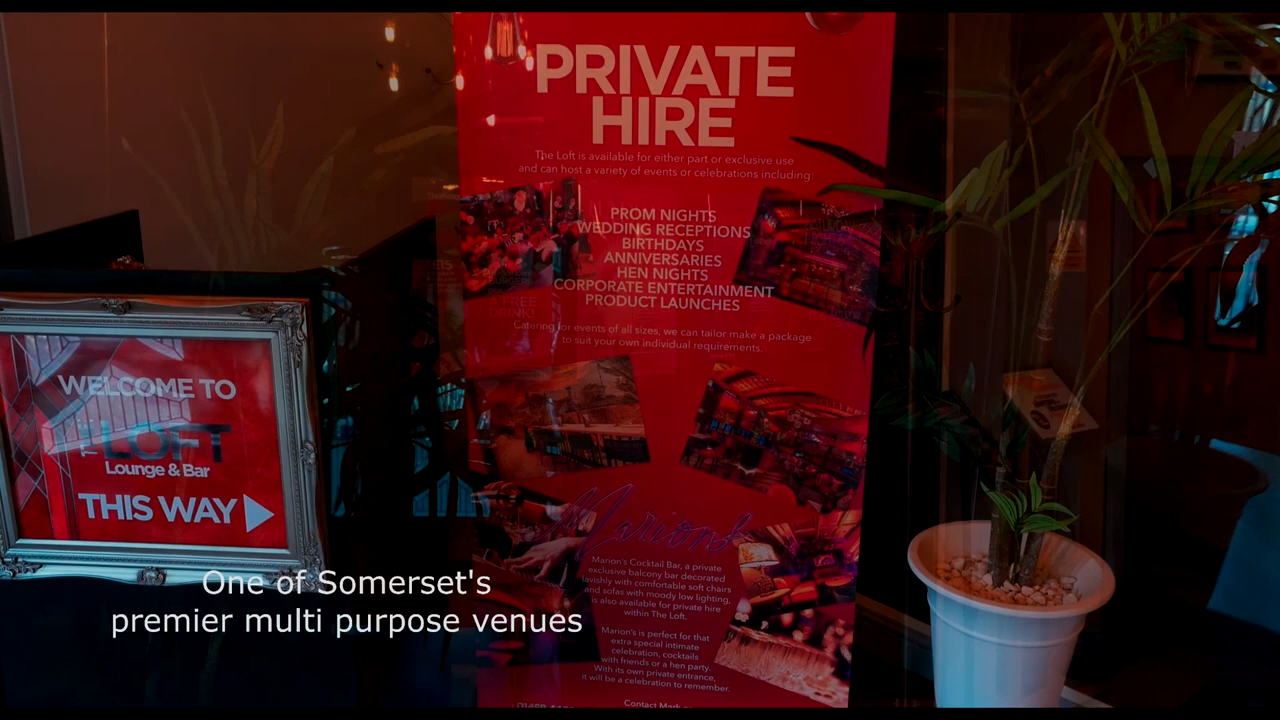 PRIVATE
HIRE
The Loft is available for either part or exclusive use
and can host a variety of events or celebrations including:
PROM NIGHTS
WEDDING RECEPTIONS
BIRTHDAYS
ANNIVERSARIES
HEN NIGHTS
CORPORATE ENTERTAINMENT
PRODUCT LAUNCHES
Catering for events of all sizes, we can tailor make a package
to suit your own individual requirements.
Marion's
Marion's Cocktail Bar, a private
exclusive balcony bar decorated
lavishly with comfortable soft chairs
and sofas with moody low lighting,
is also available for private hire
within The Loft.
Marion's is perfect for that
extra special intimate
celebration, cocktails
with friends or a hen party.
With its own private entrance,
it will be a celebration to remember.
Contact Mark
WELCOME TO
THE LOFT
Lounge & Bar
THIS WAY
One of Somerset's
premier multi purpose venues